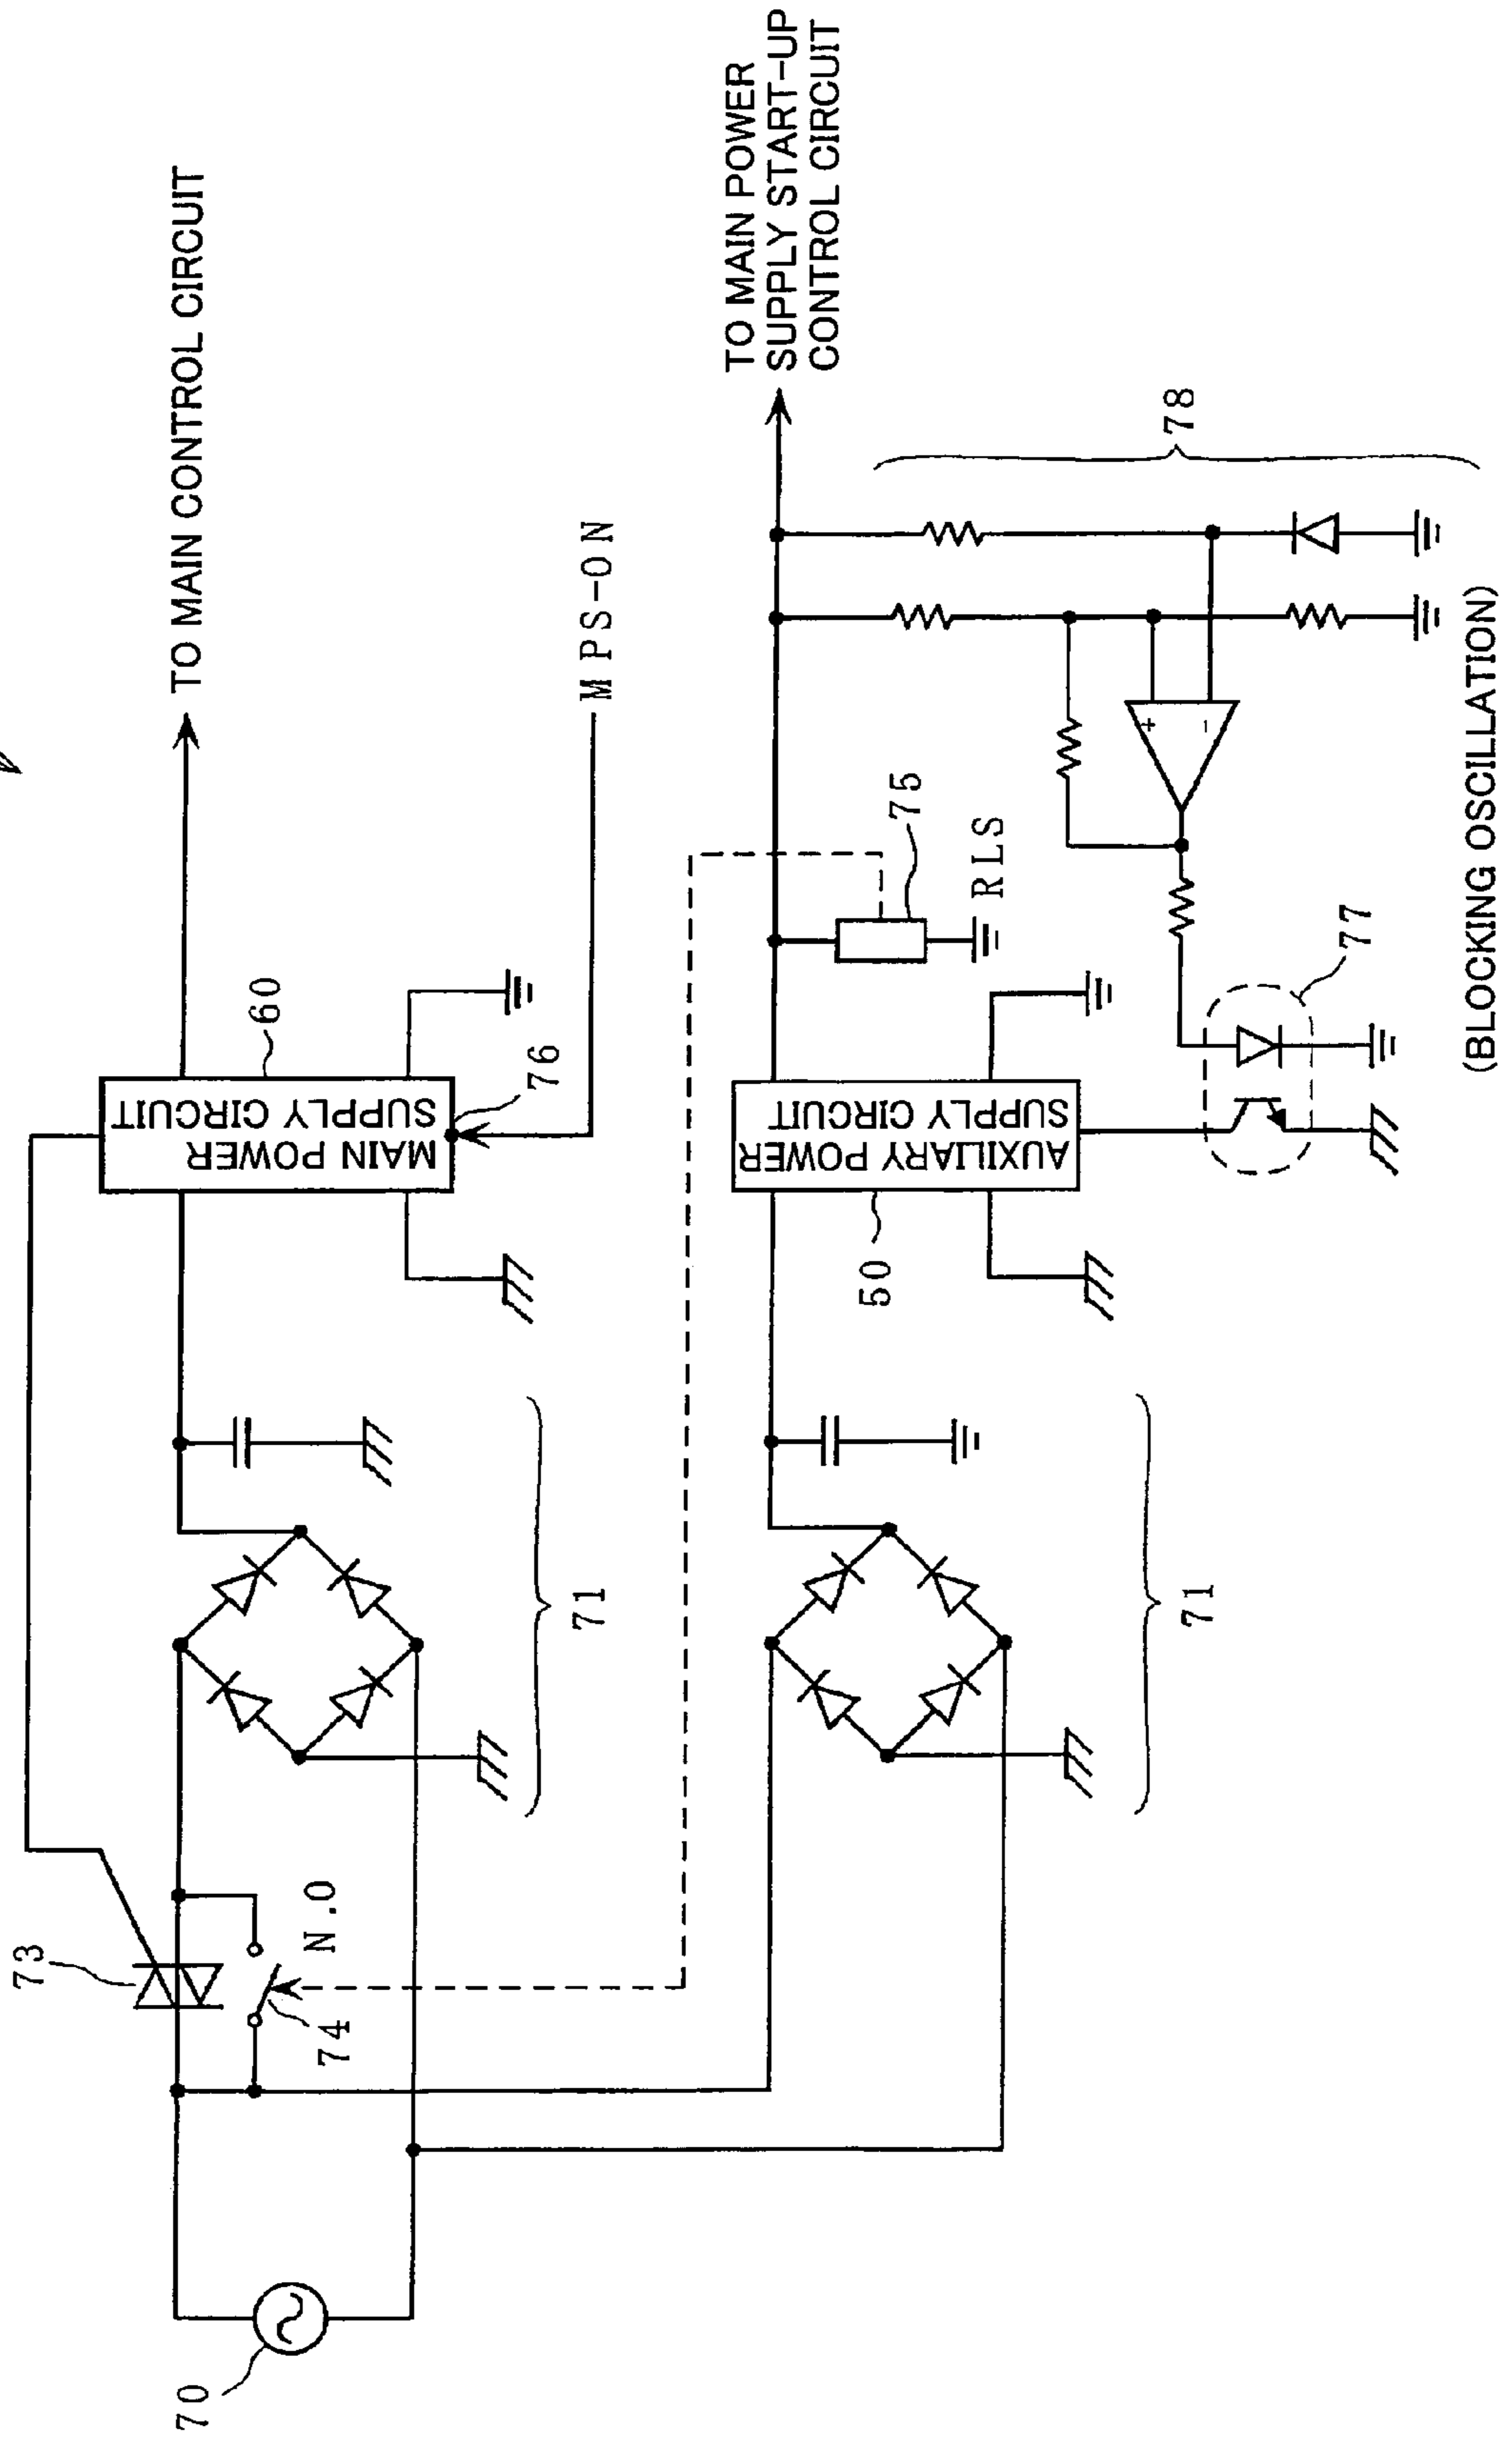 73
70
74
N.O
71
MAIN POWER
SUPPLY CIRCUIT
60
76
TO MAIN CONTROL CIRCUIT
MPS-ON
71
50
AUXILIARY POWER
SUPPLY CIRCUIT
75
RLS
TO MAIN POWER
SUPPLY START-UP
CONTROL CIRCUIT
+
-
77
78
(BLOCKING OSCILLATION)